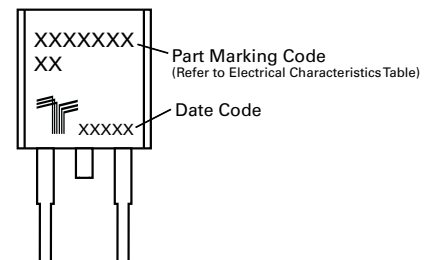 XXXXXXX
XX
Part Marking Code
(Refer to Electrical Characteristics Table)
XXXXX
Date Code